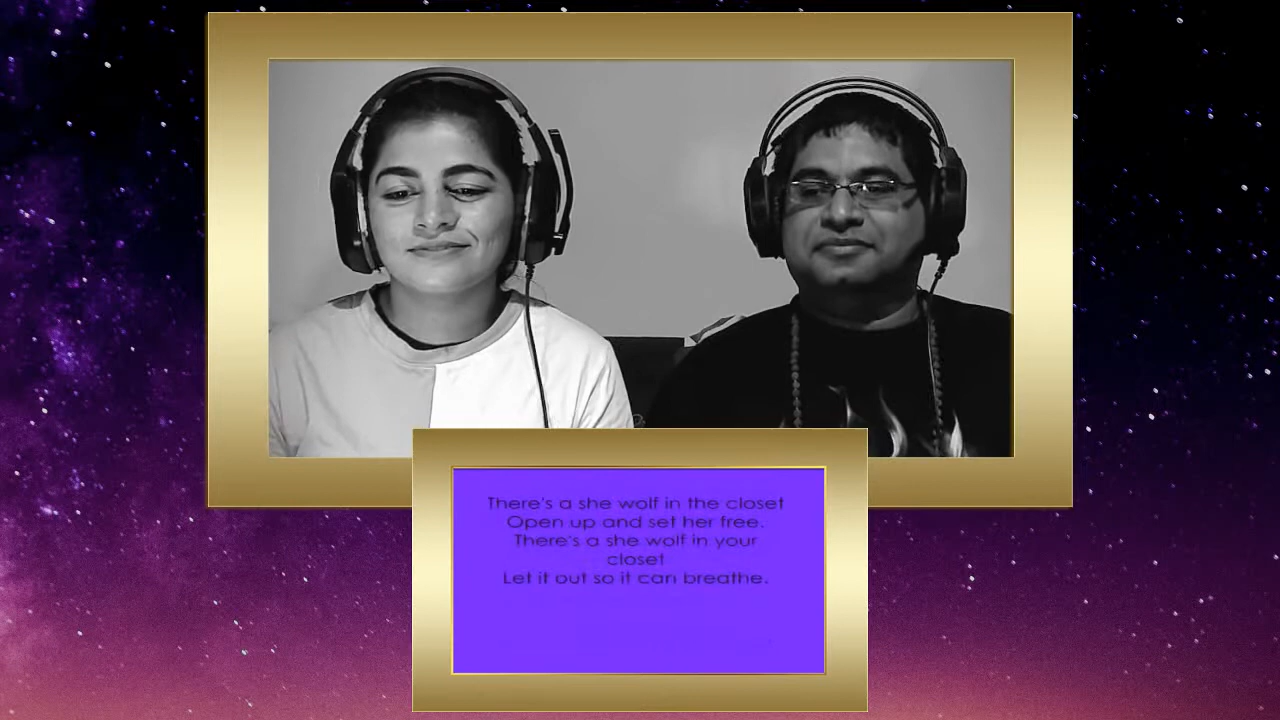 There's a she wolf in the closet
Open up and set her free.
There's a she wolf in your
closet
Let it out so it can breathe.